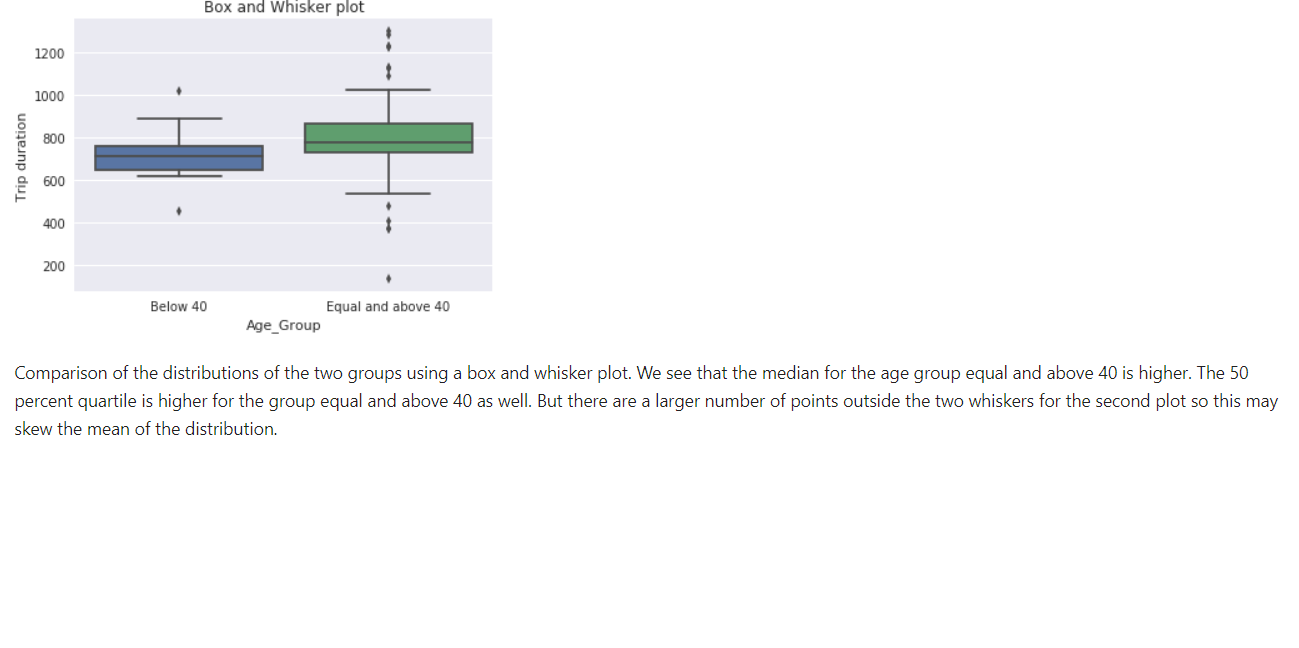 Box and Whisker plot
1200
1000
800
600
400
200
Trip duration
Below 40
Equal and above 40
Age_Group
Comparison of the distributions of the two groups using a box and whisker plot. We see that the median for the age group equal and above 40 is higher. The 50
percent quartile is higher for the group equal and above 40 as well. But there are a larger number of points outside the two whiskers for the second plot so this may
skew the mean of the distribution.